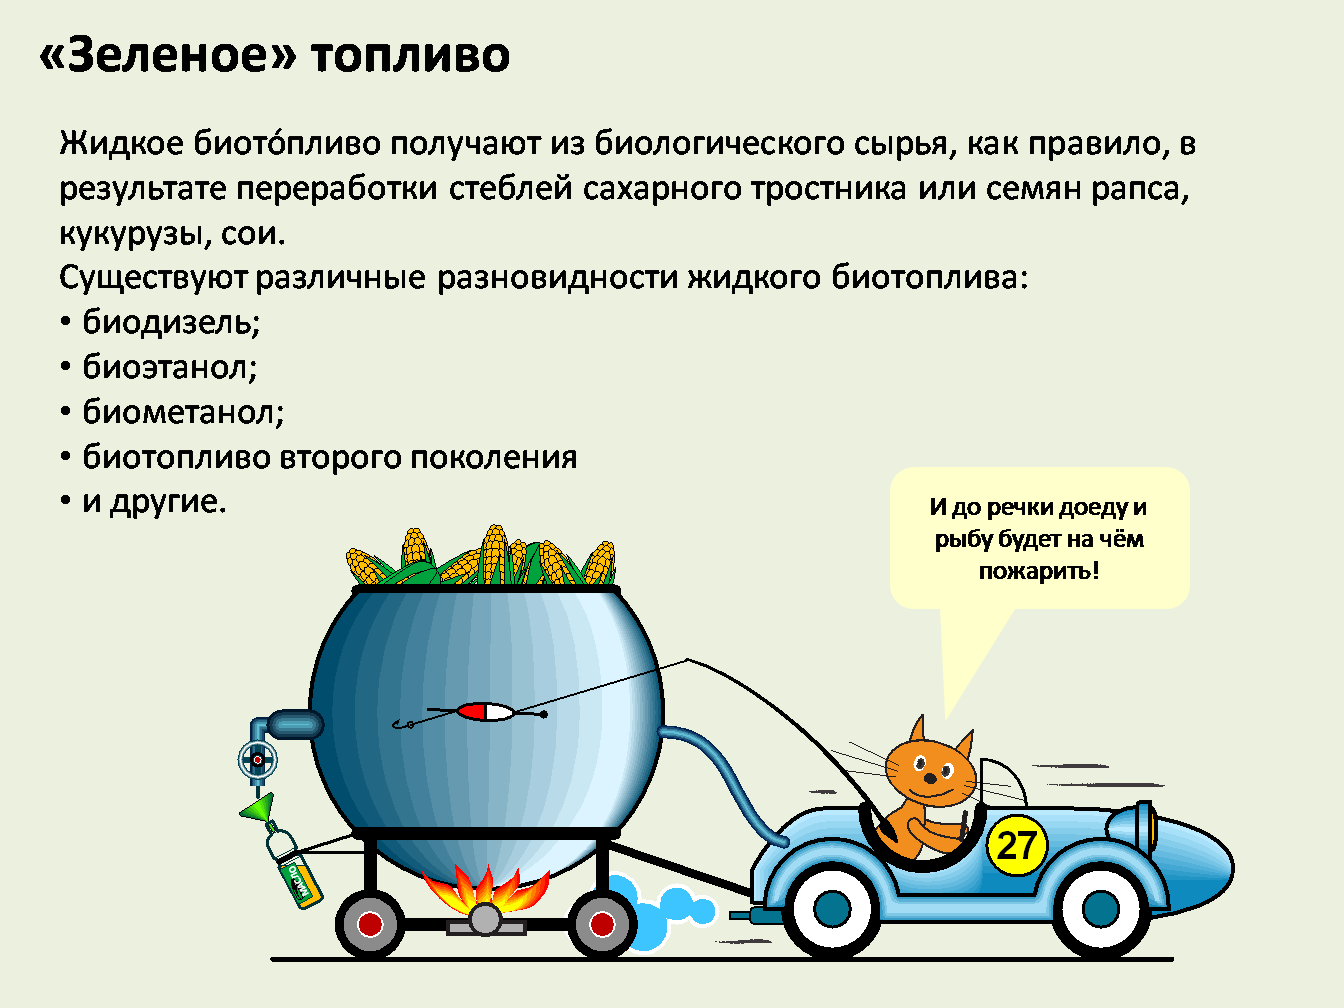 «Зеленое» топливо
Жидкое биото́пливо получают из биологического сырья, как правило, в
результате переработки стеблей сахарного тростника или семян рапса,
кукурузы, сои.
Существуют различные разновидности жидкого биотоплива:
• биодизель;
• биоэтанол;
• биометанол;
• биотопливо второго поколения
• и другие.
И до речки доеду и
рыбу будет на чём
пожарить!
27
МАСЛО